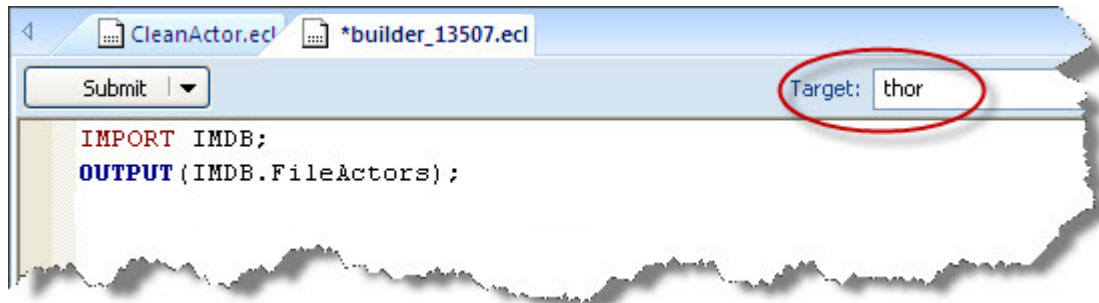 CleanActor.ecl *builder_13507.ecl
Submit Target: thor
IMPORT IMDB;
OUTPUT(IMDB.FileActors);